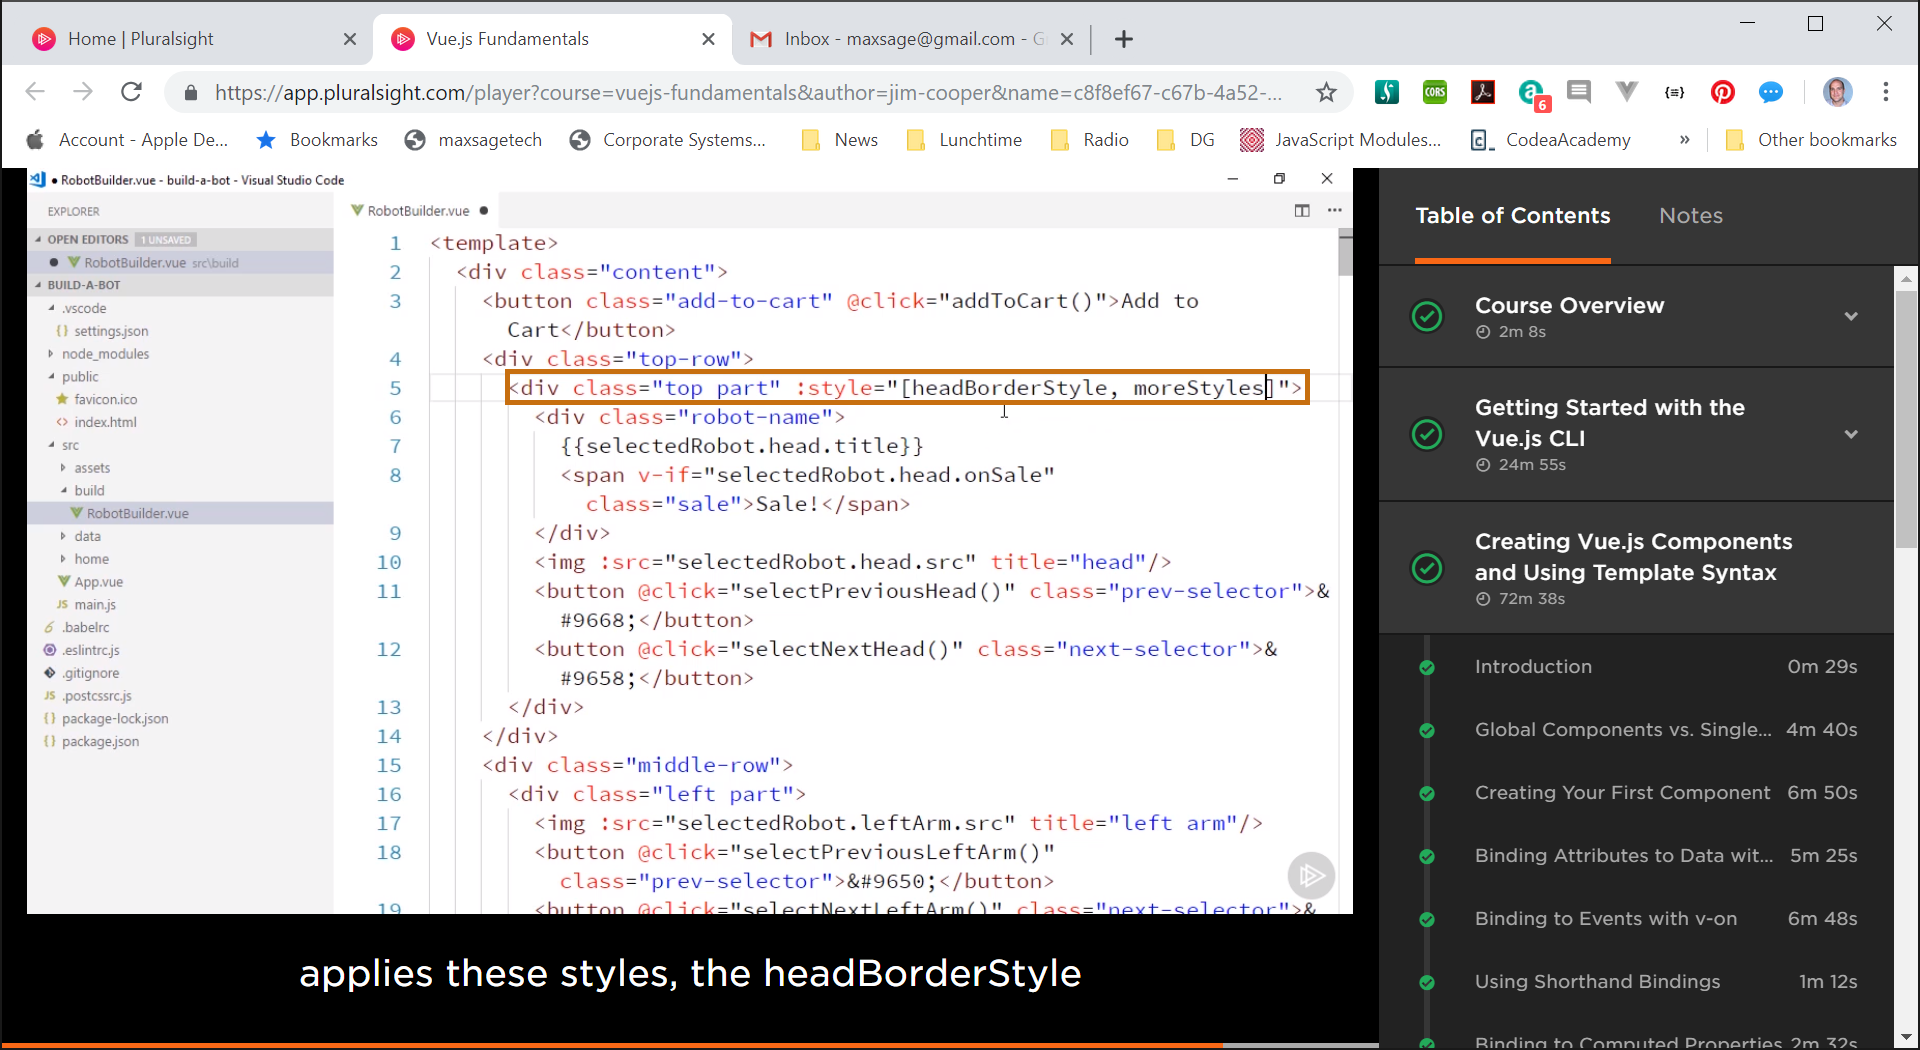 Home | Pluralsight
Vue.js Fundamentals
Inbox - maxsage@gmail.com - G
https://app.pluralsight.com/player?course=vuejs-fundamentals&author=jim-cooper&name=c8f8ef67-c67b-4a52-...
CORS
6
{≡}
Account - Apple De...
Bookmarks
maxsagetech
Corporate Systems...
News
Lunchtime
Radio
DG
JavaScript Modules...
CodeaAcademy
»
Other bookmarks
● RobotBuilder.vue - build-a-bot - Visual Studio Code
EXPLORER
OPEN EDITORS 1 UNSAVED
RobotBuilder.vue src\build
BUILD-A-BOT
.vscode
{} settings.json
node_modules
public
favicon.ico
<> index.html
src
assets
build
RobotBuilder.vue
data
home
App.vue
JS main.js
6 .babelrc
.eslintrc.js
.gitignore
JS .postcssrc.js
{} package-lock.json
{} package.json
RobotBuilder.vue ●
1 <template>
2 <div class="content">
3 <button class="add-to-cart" @click="addToCart()">Add to
Cart</button>
4 <div class="top-row">
5 <div class="top part" :style="[headBorderStyle, moreStyles]">
6 <div class="robot-name">
7 {{selectedRobot.head.title}}
8 <span v-if="selectedRobot.head.onSale"
class="sale">Sale!</span>
9 </div>
10 <img :src="selectedRobot.head.src" title="head"/>
11 <button @click="selectPreviousHead()" class="prev-selector">&
#9668;</button>
12 <button @click="selectNextHead()" class="next-selector">&
#9658;</button>
13 </div>
14 </div>
15 <div class="middle-row">
16 <div class="left part">
17 <img :src="selectedRobot.leftArm.src" title="left arm"/>
18 <button @click="selectPreviousLeftArm()"
class="prev-selector">&#9650;</button>
19 <button @click="selectNextLeftArm()" class="next-selector">&
applies these styles, the headBorderStyle
Table of Contents
Notes
Course Overview
2m 8s
Getting Started with the
Vue.js CLI
24m 55s
Creating Vue.js Components
and Using Template Syntax
72m 38s
Introduction 0m 29s
Global Components vs. Single... 4m 40s
Creating Your First Component 6m 50s
Binding Attributes to Data wit... 5m 25s
Binding to Events with v-on 6m 48s
Using Shorthand Bindings 1m 12s
Binding to Computed Properties 2m 32s